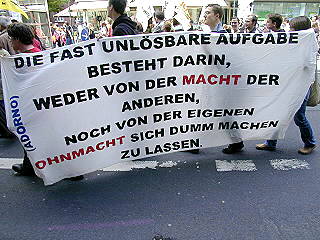 DIE FAST UNLÖSBARE AUFGABE
BESTEHT DARIN,
WEDER VON DER MACHT DER
ANDEREN,
NOCH VON DER EIGENEN
OHNMACHT SICH DUMM MACHEN
ZU LASSEN.
(ADORNO)